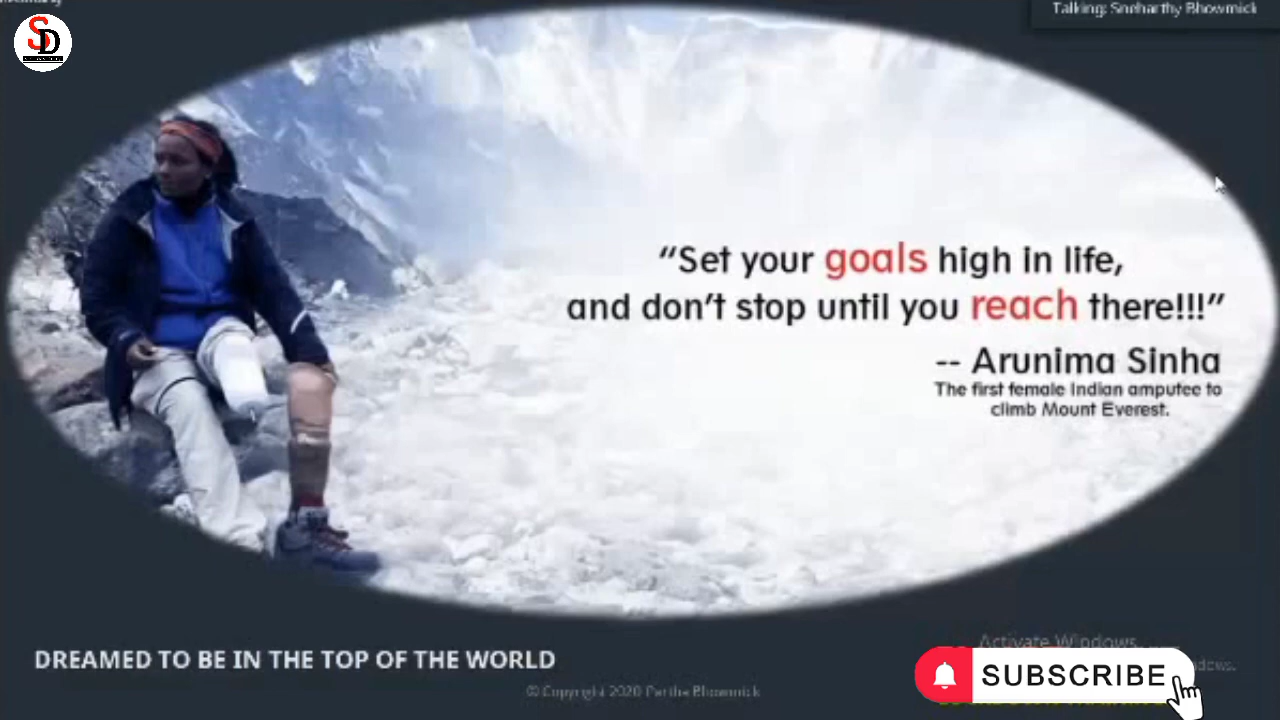 Talking: Sneharthy Bhowmick
SD
"Set your goals high in life,
and don't stop until you reach there!!!"
-- Arunima Sinha
The first female Indian amputee to
climb Mount Everest.
DREAMED TO BE IN THE TOP OF THE WORLD
Activate Windows
SUBSCRIBE
© Copyright 2020 Partha Bhowmick